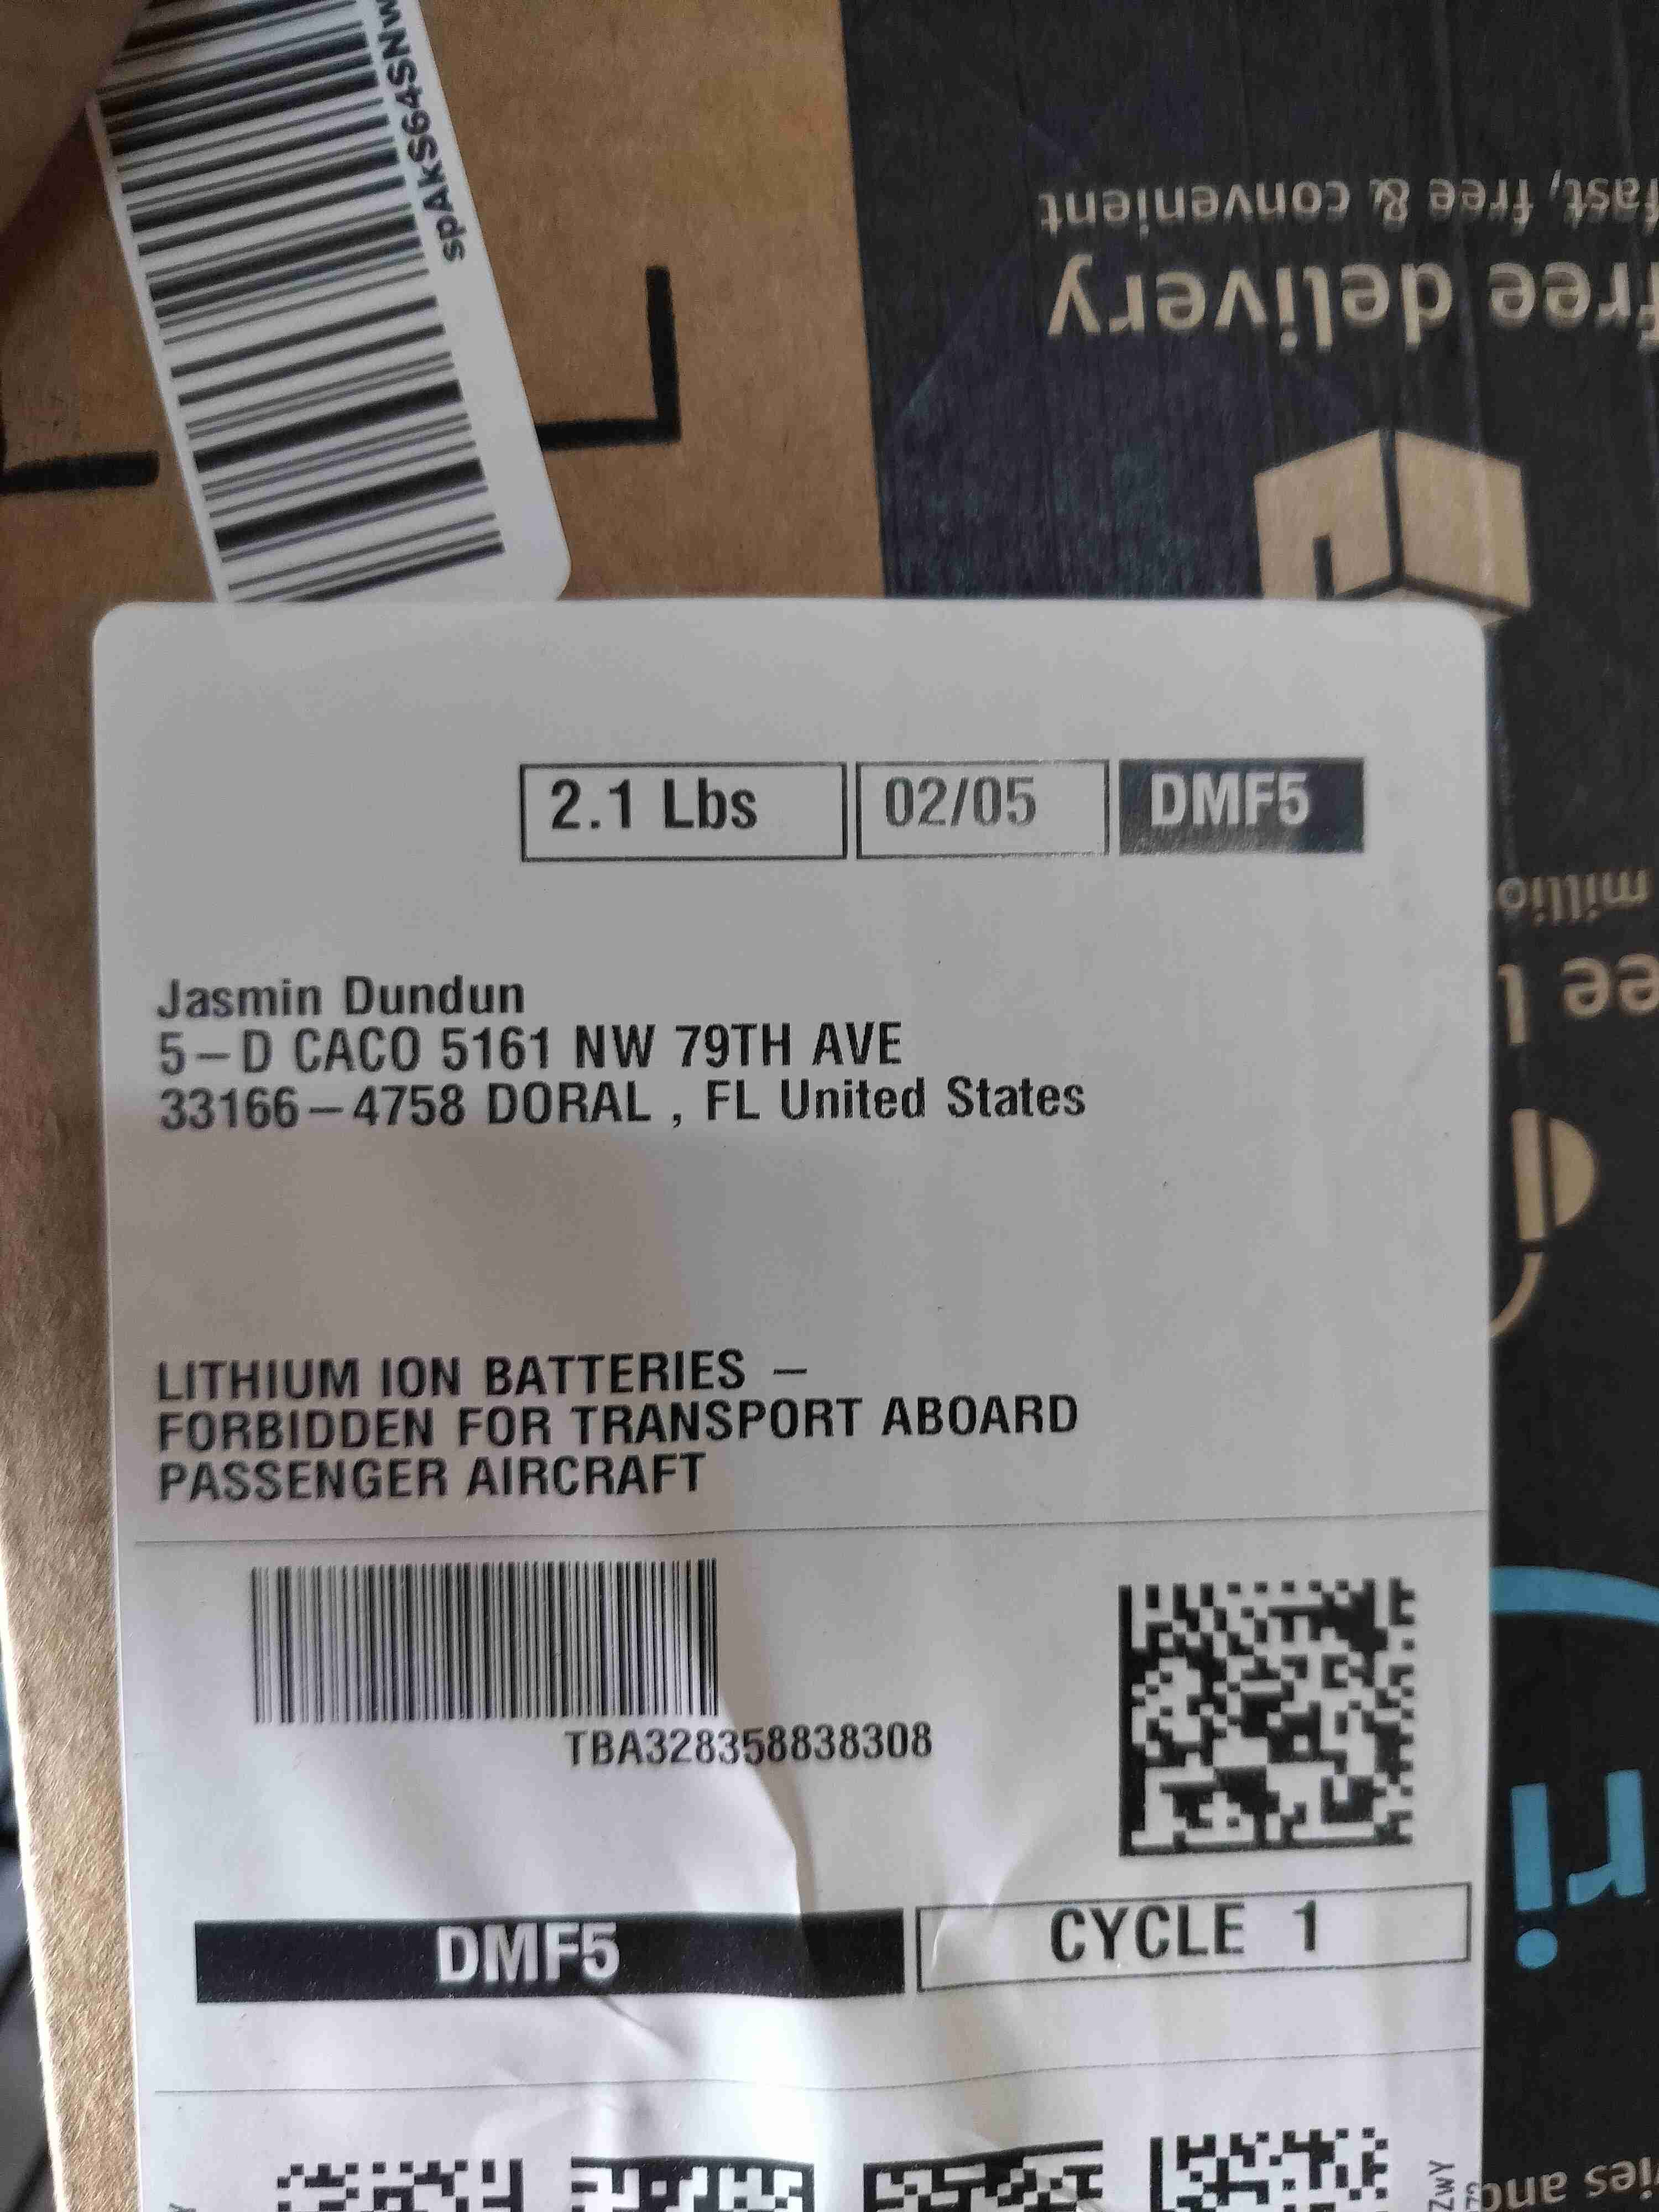 spAkS64SNw
fast, free & convenient
free delivery
2.1 Lbs 02/05 DMF5
Jasmin Dundun
5-D CACO 5161 NW 79TH AVE
33166-4758 DORAL , FL United States
LITHIUM ION BATTERIES -
FORBIDDEN FOR TRANSPORT ABOARD
PASSENGER AIRCRAFT
TBA328358838308
DMF5 CYCLE 1
ZwY